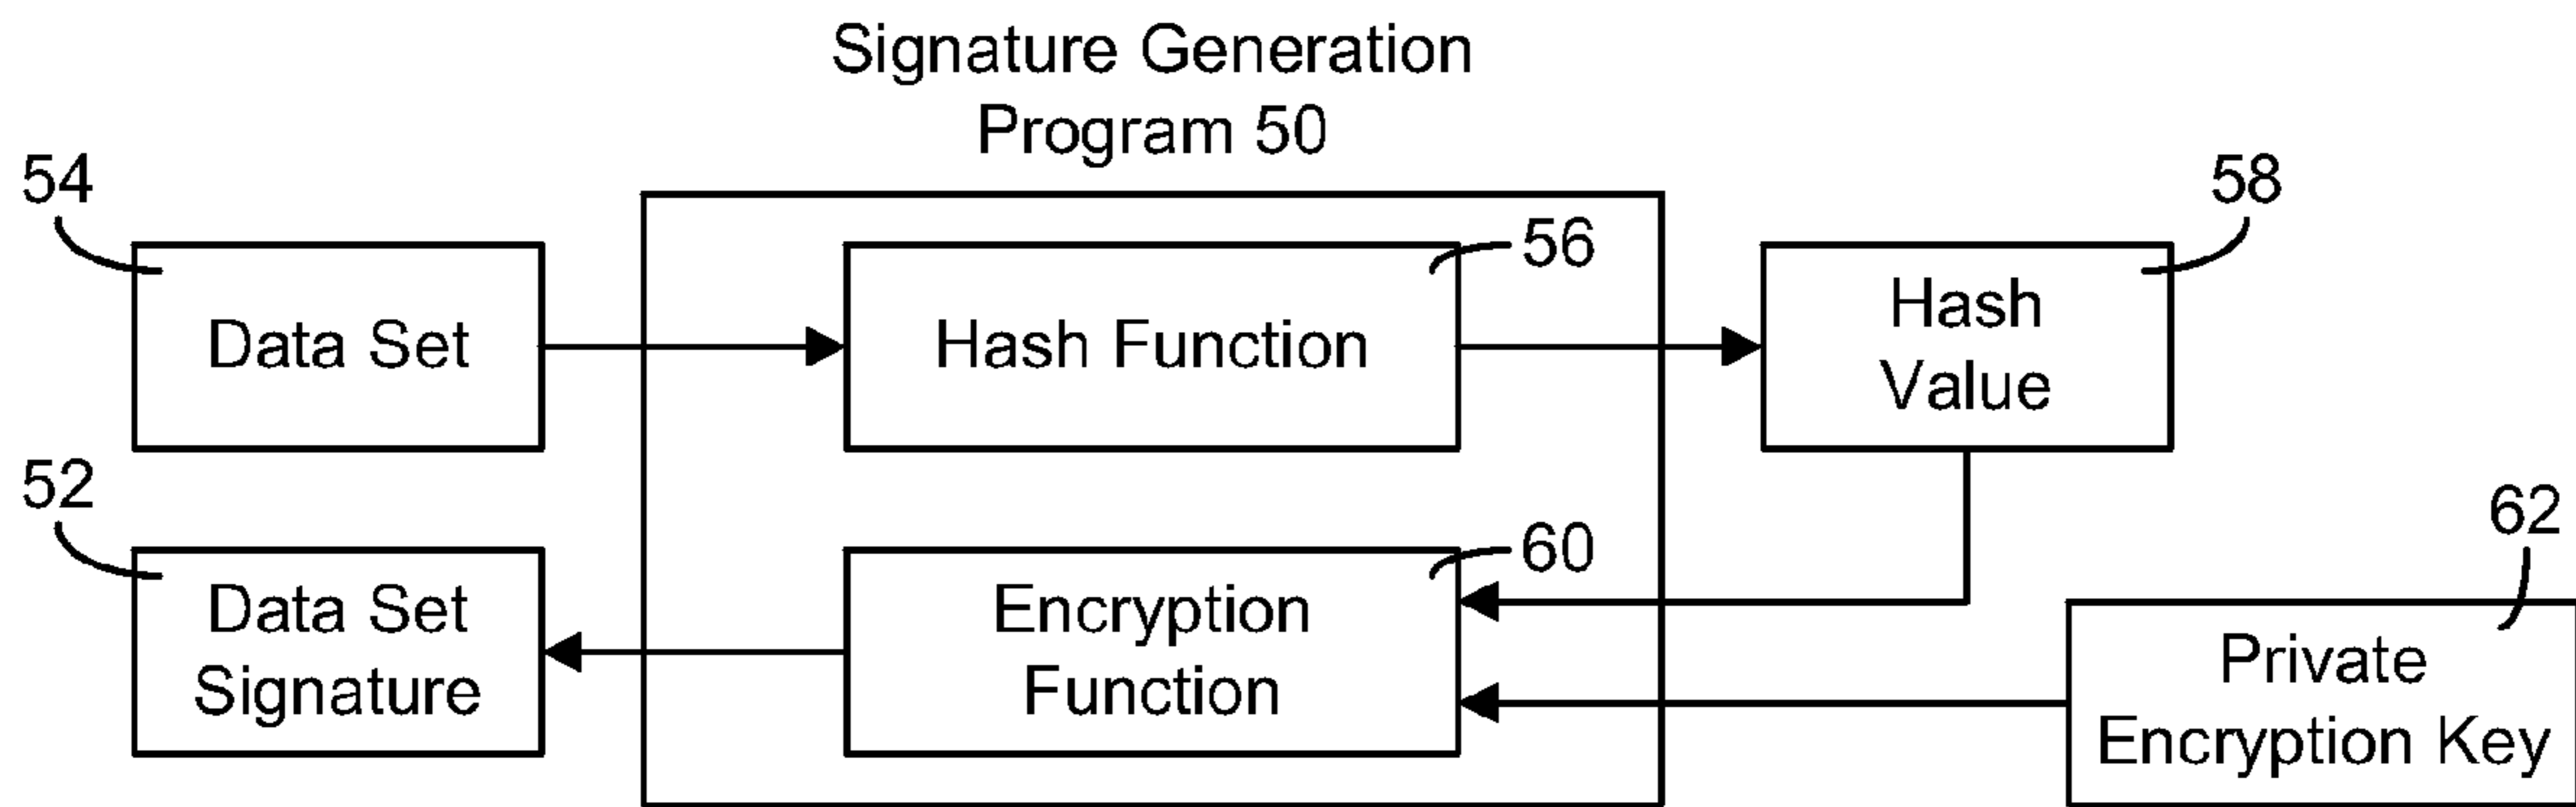 Signature Generation
Program 50
54
58
56
Data Set
Hash Function
Hash
Value
52
62
60
Data Set
Signature
Encryption
Function
Private
Encryption Key